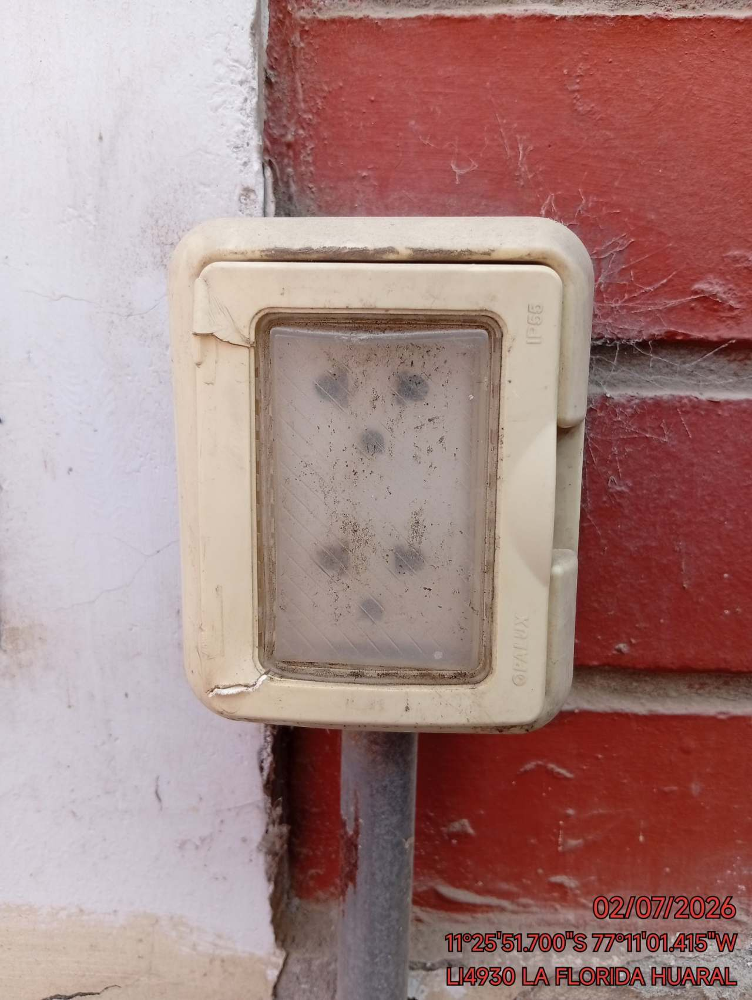 IP55
OPALUX
02/07/2026
11°25'51.700"S 77°11'01.415"W
LI4930 LA FLORIDA HUARAL